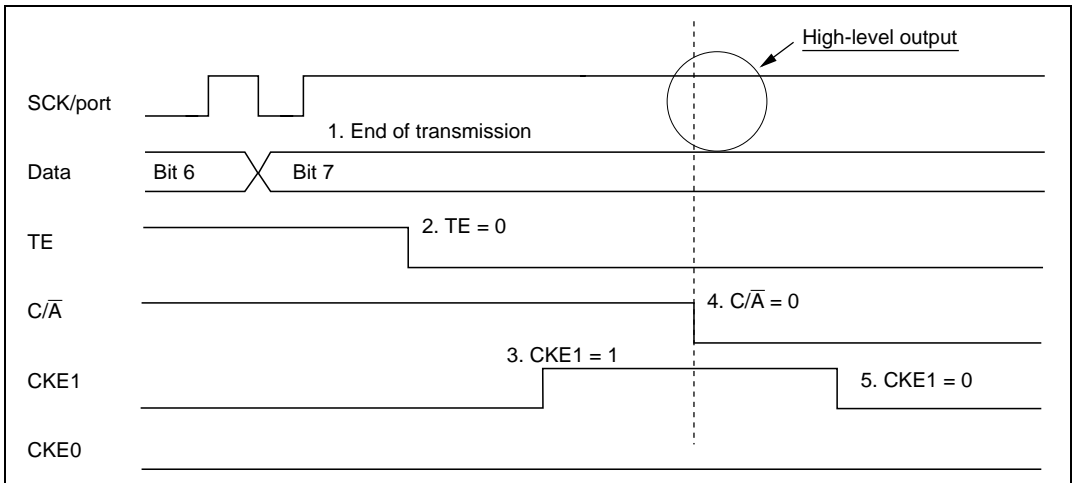 High-level output
SCK/port
1. End of transmission
Data
Bit 6
Bit 7
TE
2. TE = 0
C/A̅
4. C/A̅ = 0
3. CKE1 = 1
CKE1
5. CKE1 = 0
CKE0